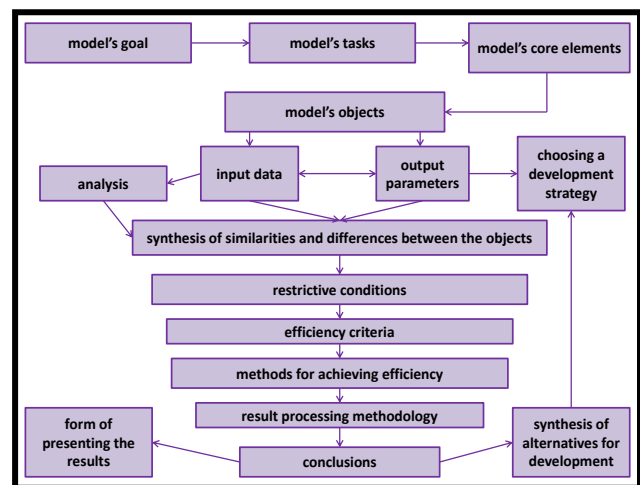 model's goal
model's tasks
model's core elements
model's objects
input data
output
parameters
choosing a
development
strategy
analysis
synthesis of similarities and differences between the objects
restrictive conditions
efficiency criteria
methods for achieving efficiency
result processing methodology
form of
presenting the
results
conclusions
synthesis of
alternatives for
development